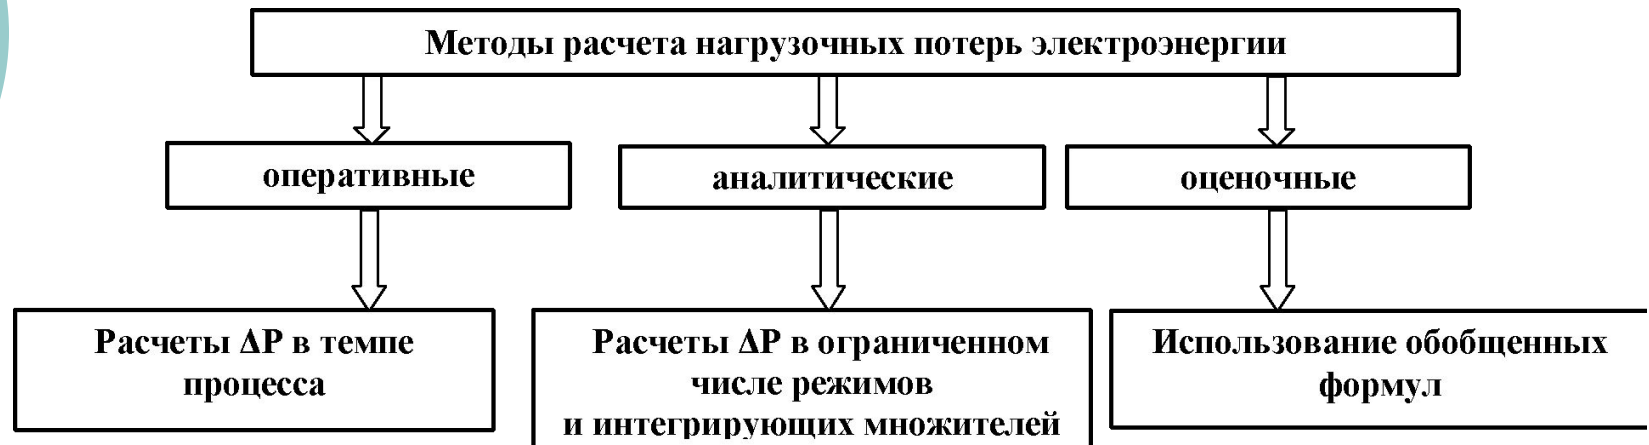 Методы расчета нагрузочных потерь электроэнергии
оперативные
аналитические
оценочные
Расчеты ΔР в темпе
процесса
Расчеты ΔР в ограниченном
числе режимов
и интегрирующих множителей
Использование обобщенных
формул